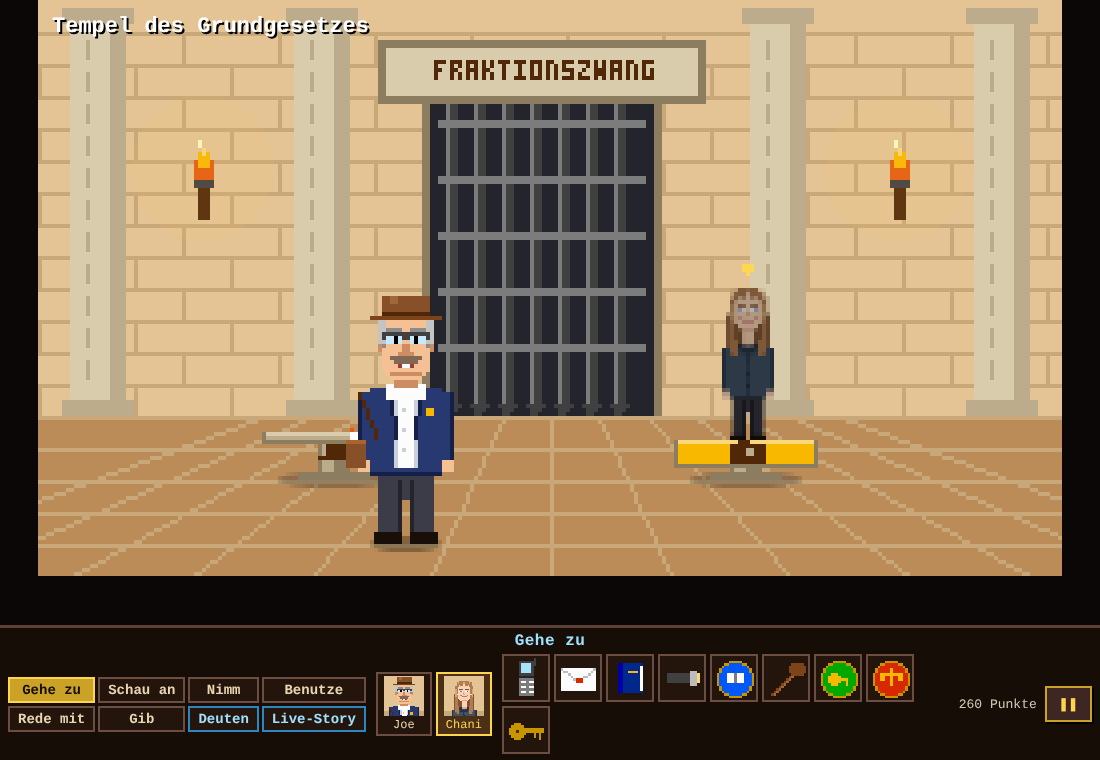 Tempel des Grundgesetzes
FRAKTIONSZWANG
Gehe zu
Gehe zu
Schau an
Nimm
Benutze
Rede mit
Gib
Deuten
Live-Story
Joe
Chani
260 Punkte